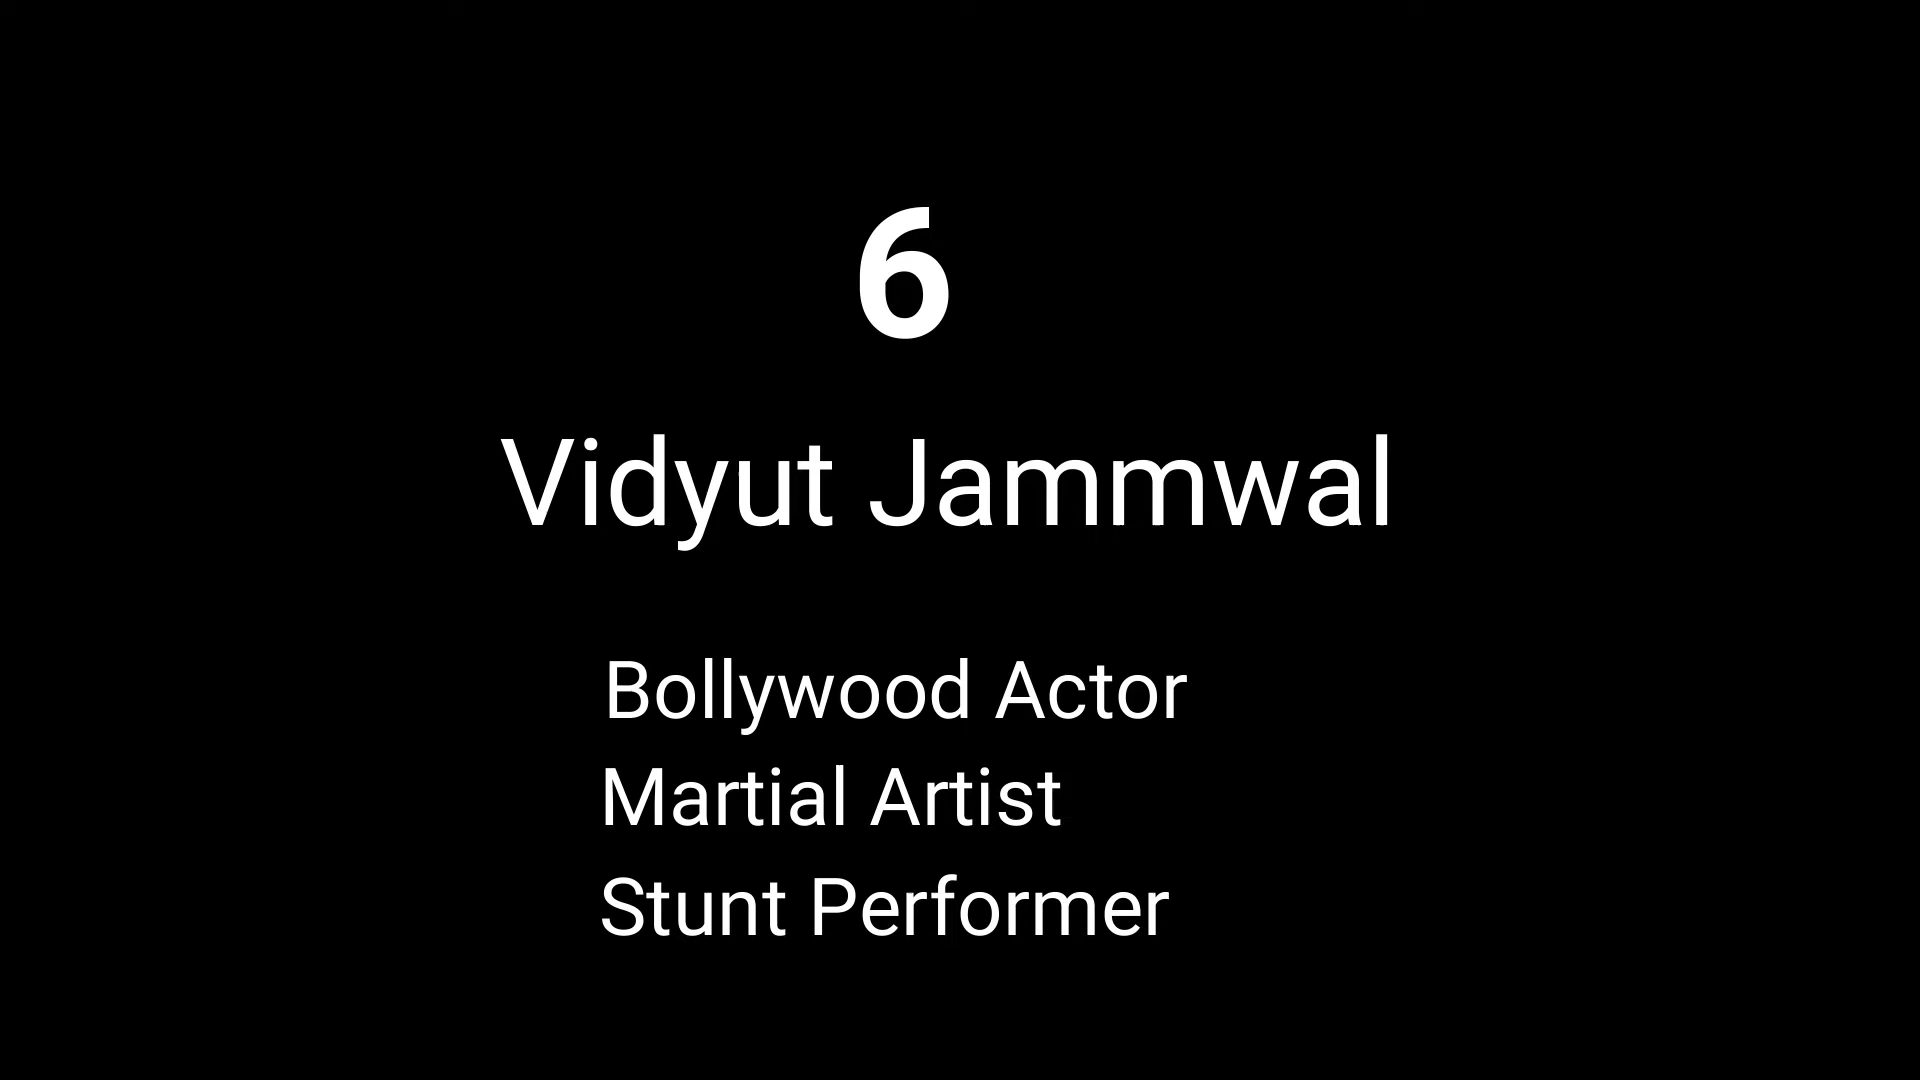 6
Vidyut Jammwal
Bollywood Actor
Martial Artist
Stunt Performer